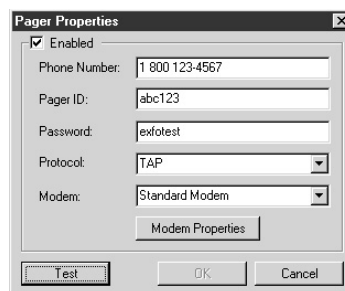 Pager Properties
Enabled
Phone Number: 1 800 123-4567
Pager ID: abc123
Password: exfotest
Protocol: TAP
Modem: Standard Modem
Modem Properties
Test OK Cancel